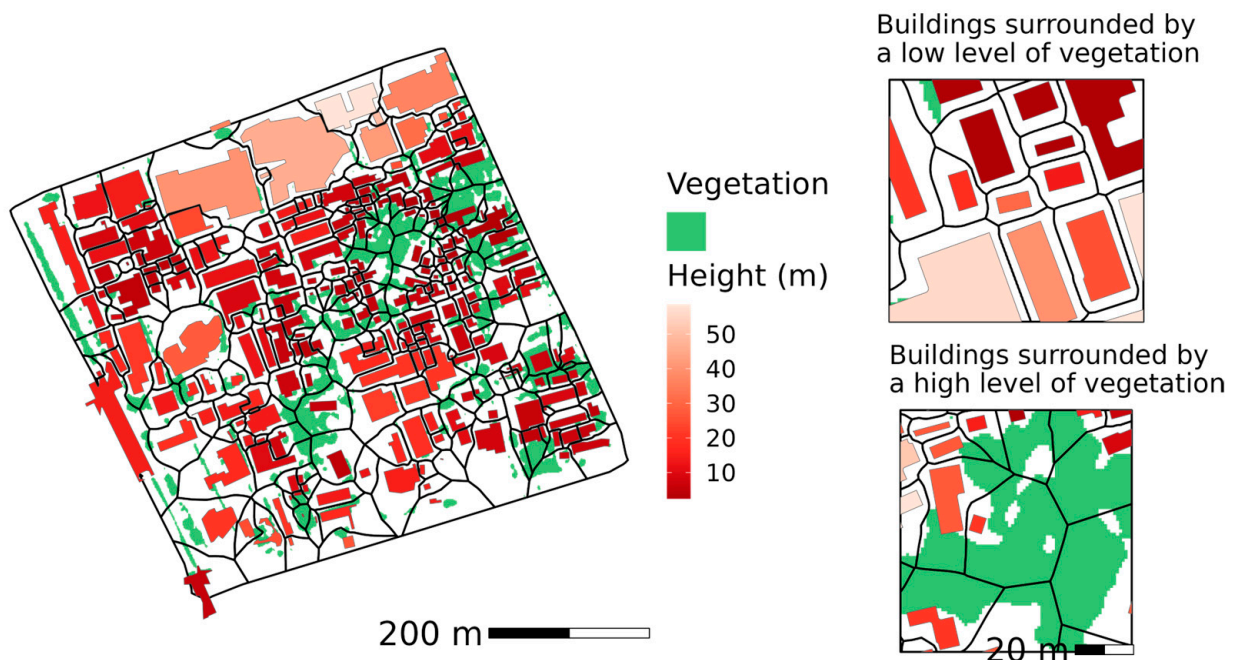 Buildings surrounded by
a low level of vegetation
Vegetation
Height (m)
50
40
30
20
10
Buildings surrounded by
a high level of vegetation
200 m
20 m